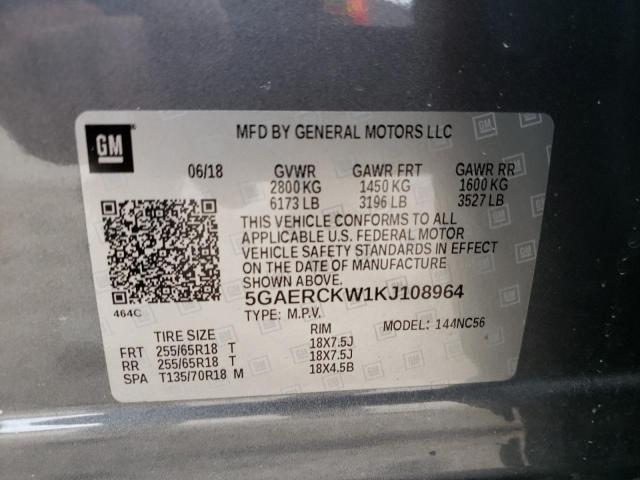 GM
MFD BY GENERAL MOTORS LLC
06/18 GVWR GAWR FRT GAWR RR
2800 KG 1450 KG 1600 KG
6173 LB 3196 LB 3527 LB
THIS VEHICLE CONFORMS TO ALL
APPLICABLE U.S. FEDERAL MOTOR
VEHICLE SAFETY STANDARDS IN EFFECT
ON THE DATE OF MANUFACTURE
SHOWN ABOVE.
5GAERCKW1KJ108964
464C
TYPE: M.P.V. MODEL: 144NC56
TIRE SIZE RIM
FRT 255/65R18 T 18X7.5J
RR 255/65R18 T 18X7.5J
SPA T135/70R18 M 18X4.5B